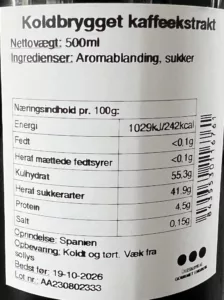 Koldbrygget kaffeekstrakt
Nettovægt: 500ml
Ingredienser: Aromablanding, sukker
Næringsindhold pr. 100g:
Energi 1029kJ/242kcal
Fedt <0,1g
Heraf mættede fedtsyrer <0,1g
Kulhydrat 55,3g
Heraf sukkerarter 41,9g
Protein 4,5g
Salt 0,15g
Oprindelse: Spanien
Opbevaring: Koldt og tørt. Væk fra
sollys
Bedst før: 19-10-2026
Lot nr.: AA230802333